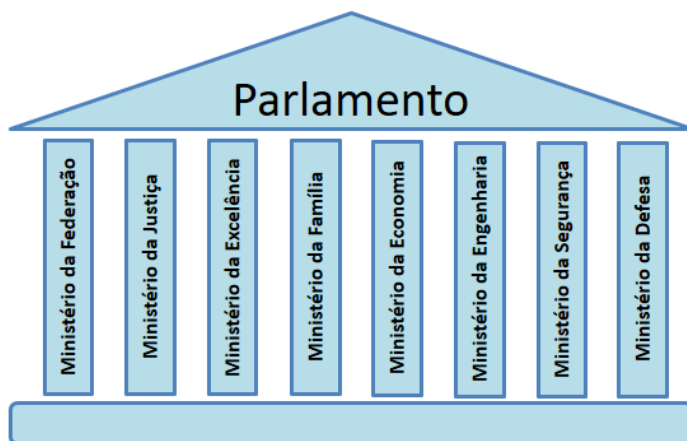 Parlamento
Ministério da Federação
Ministério da Justiça
Ministério da Excelência
Ministério da Família
Ministério da Economia
Ministério da Engenharia
Ministério da Segurança
Ministério da Defesa